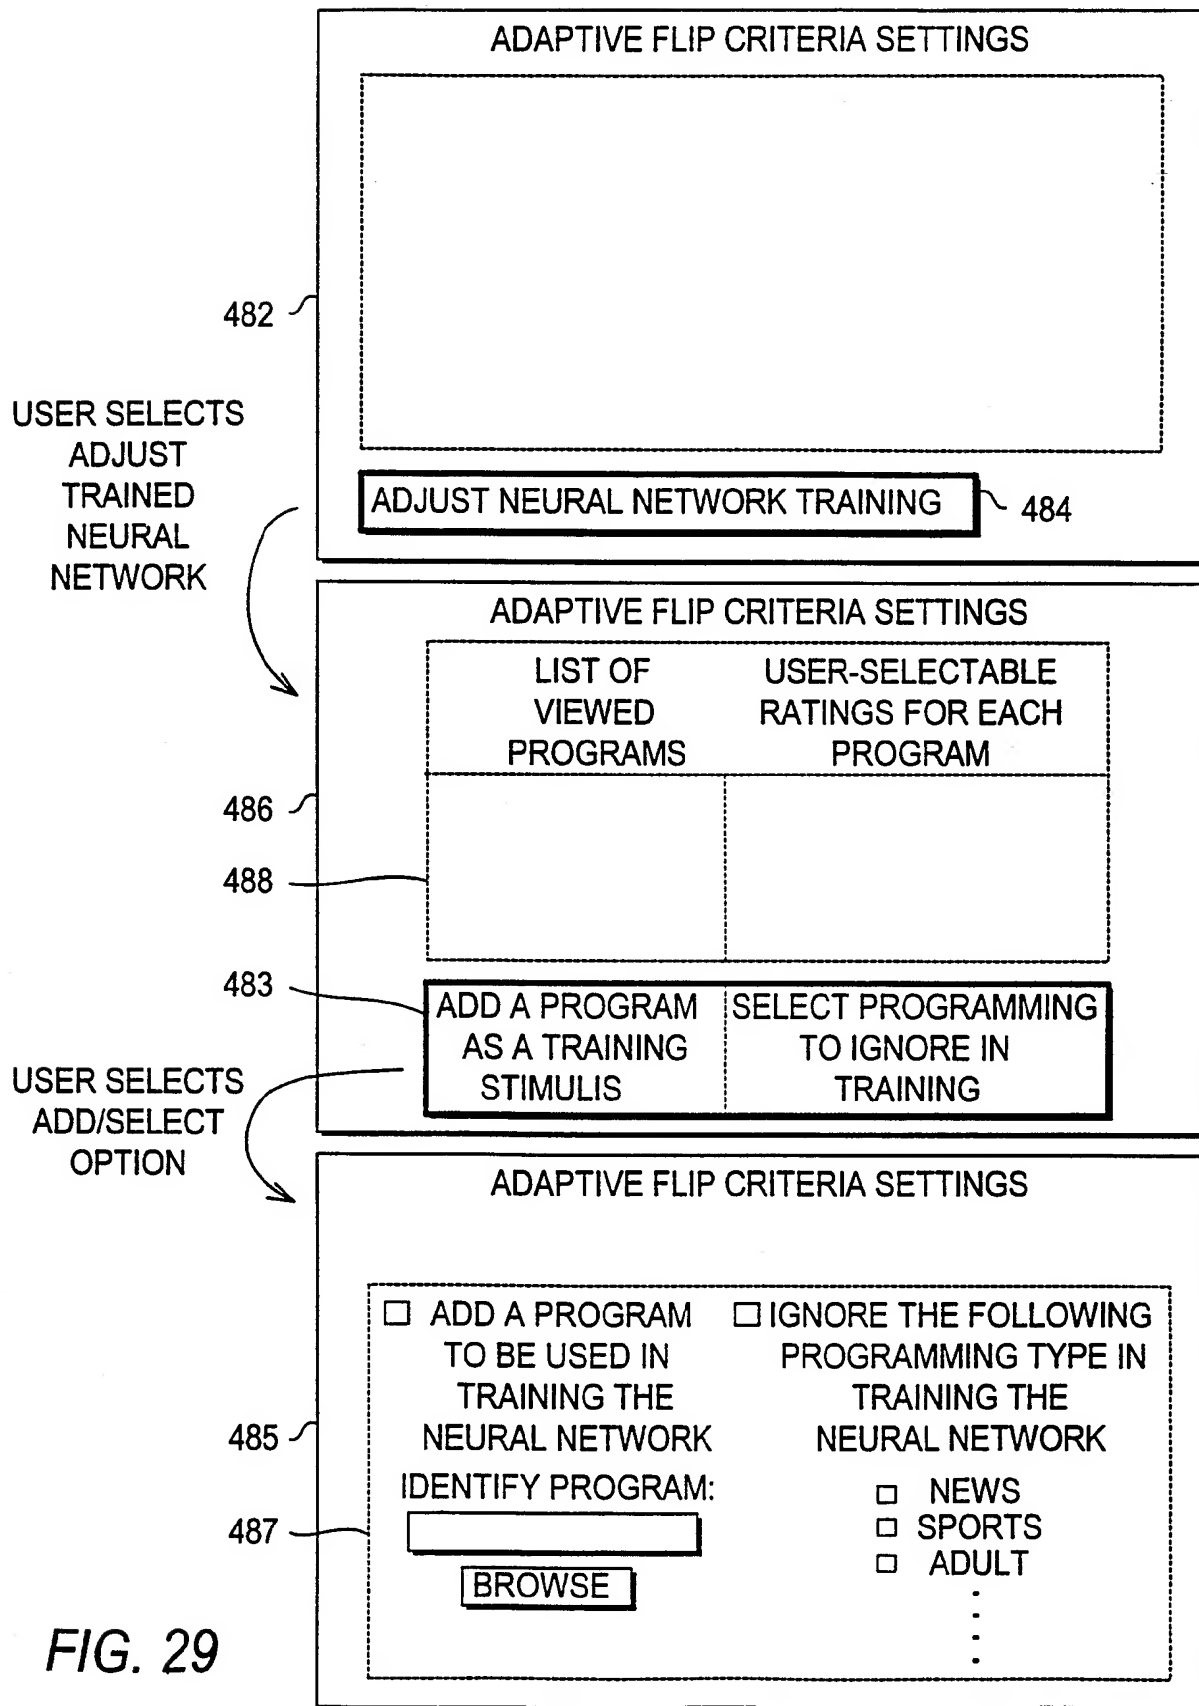 ADAPTIVE FLIP CRITERIA SETTINGS
482
USER SELECTS
ADJUST
TRAINED
NEURAL
NETWORK
ADJUST NEURAL NETWORK TRAINING
484
ADAPTIVE FLIP CRITERIA SETTINGS
LIST OF
VIEWED
PROGRAMS
USER-SELECTABLE
RATINGS FOR EACH
PROGRAM
486
488
483
ADD A PROGRAM
AS A TRAINING
STIMULIS
SELECT PROGRAMMING
TO IGNORE IN
TRAINING
USER SELECTS
ADD/SELECT
OPTION
ADAPTIVE FLIP CRITERIA SETTINGS
ADD A PROGRAM
TO BE USED IN
TRAINING THE
NEURAL NETWORK
IGNORE THE FOLLOWING
PROGRAMMING TYPE IN
TRAINING THE
NEURAL NETWORK
485
IDENTIFY PROGRAM:
487
BROWSE
NEWS
SPORTS
ADULT
FIG. 29